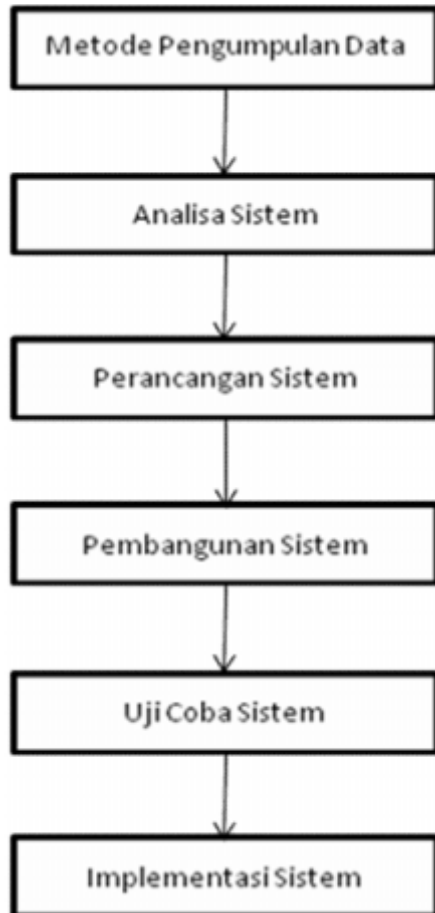 Metode Pengumpulan Data
Analisa Sistem
Perancangan Sistem
Pembangunan Sistem
Uji Coba Sistem
Implementasi Sistem